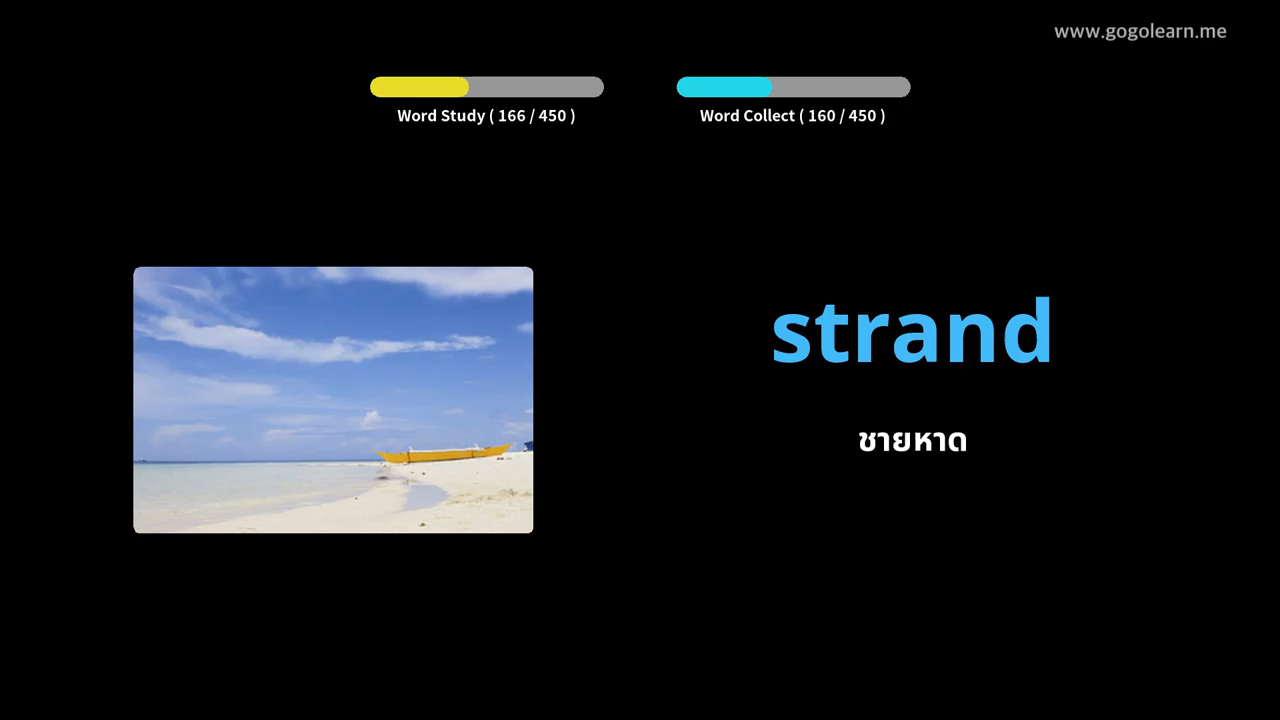 www.gogolearn.me
Word Study ( 166 / 450 )
Word Collect ( 160 / 450 )
strand
ชายหาด